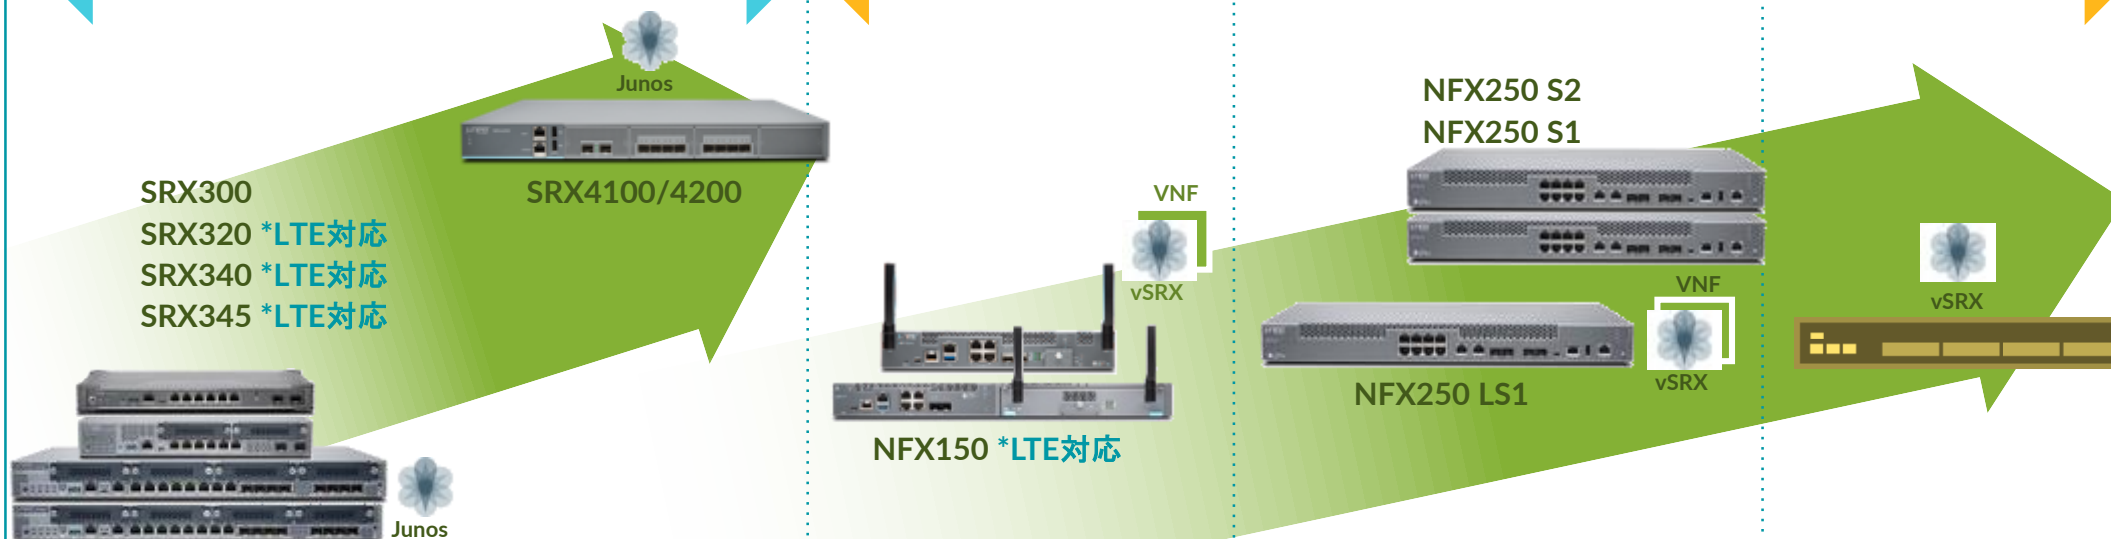 Junos
SRX4100/4200
SRX300
SRX320 *LTE対応
SRX340 *LTE対応
SRX345 *LTE対応
Junos
VNF
vSRX
NFX150 *LTE対応
NFX250 S2
NFX250 S1
VNF
vSRX
NFX250 LS1
vSRX